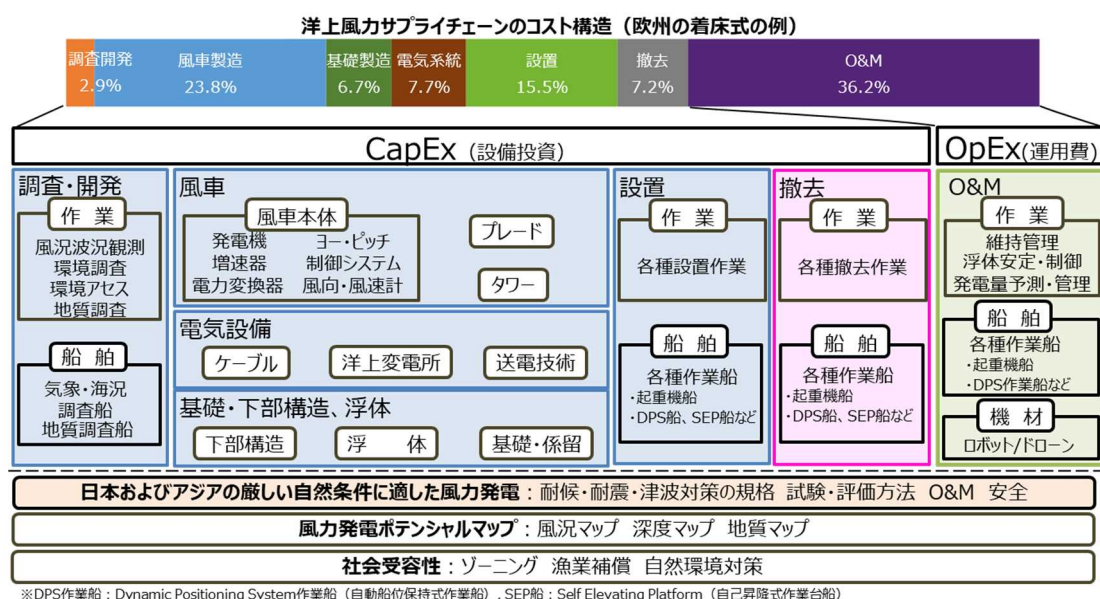 洋上風力サプライチェーンのコスト構造（欧州の着床式の例）
調査開発 風車製造 基礎製造 電気系統 設置 撤去 O&M
2.9% 23.8% 6.7% 7.7% 15.5% 7.2% 36.2%
CapEx（設備投資）
OpEx(運用費)
調査・開発
作 業
風況波況観測
環境調査
環境アセス
地質調査
船 舶
気象・海況
調査船
地質調査船
風車
風車本体
発電機 ヨー・ピッチ
増速器 制御システム
電力変換器 風向・風速計
ブレード
タワー
電気設備
ケーブル 洋上変電所 送電技術
基礎・下部構造、浮体
下部構造 浮 体 基礎・係留
設置
作 業
各種設置作業
船 舶
各種作業船
・起重機船
・DPS船、SEP船など
撤去
作 業
各種撤去作業
船 舶
各種作業船
・起重機船
・DPS船、SEP船など
O&M
作 業
維持管理
浮体安定・制御
発電量予測・管理
船 舶
各種作業船
・起重機船
・DPS作業船など
機 材
ロボット/ドローン
日本およびアジアの厳しい自然条件に適した風力発電：耐候・耐震・津波対策の規格 試験・評価方法 O&M 安全
風力発電ポテンシャルマップ：風況マップ 深度マップ 地質マップ
社会受容性：ゾーニング 漁業補償 自然環境対策
※DPS作業船：Dynamic Positioning System作業船（自動船位保持式作業船）, SEP船：Self Elevating Platform（自己昇降式作業台船）